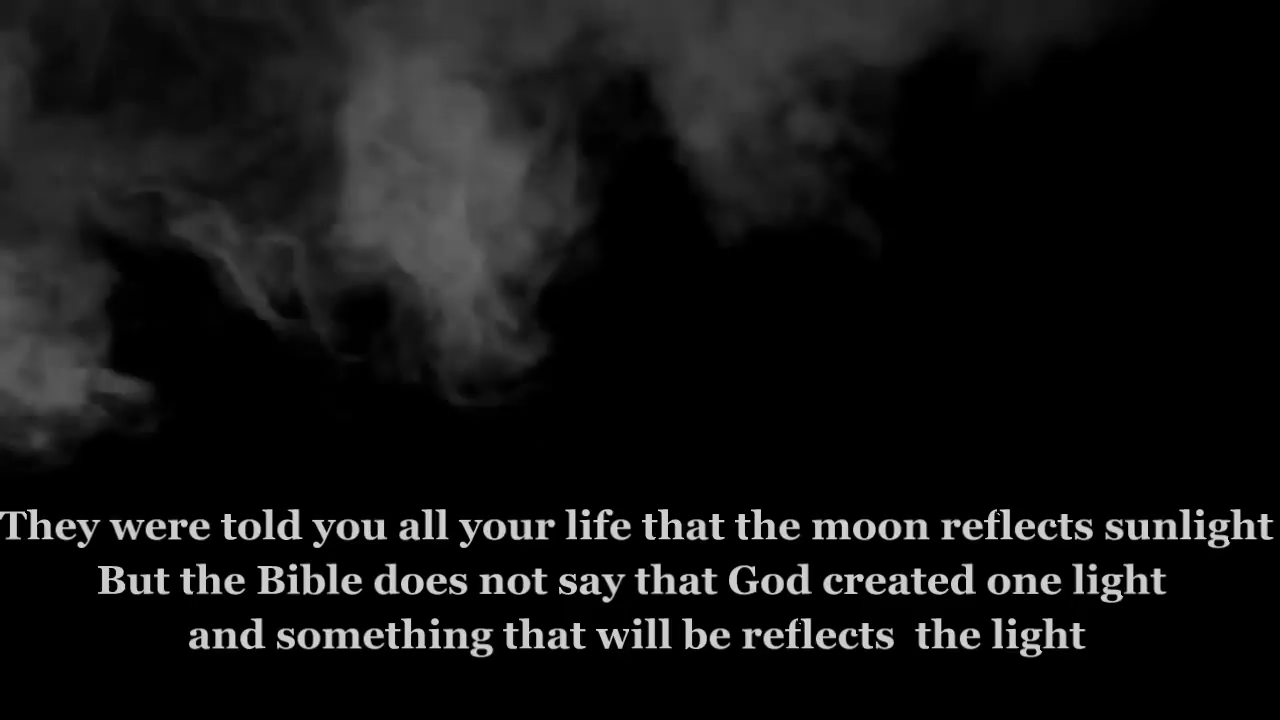 They were told you all your life that the moon reflects sunlight
But the Bible does not say that God created one light
and something that will be reflects the light